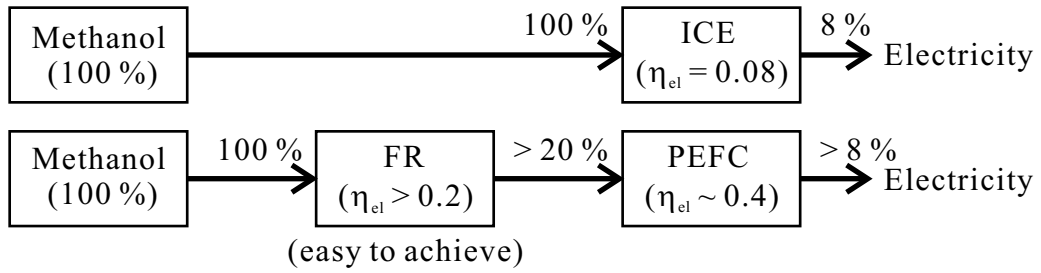 Methanol
(100 %)
100 %
ICE
(η_el = 0.08)
8 %
Electricity
Methanol
(100 %)
100 %
FR
(η_el > 0.2)
(easy to achieve)
> 20 %
PEFC
(η_el ~ 0.4)
> 8 %
Electricity